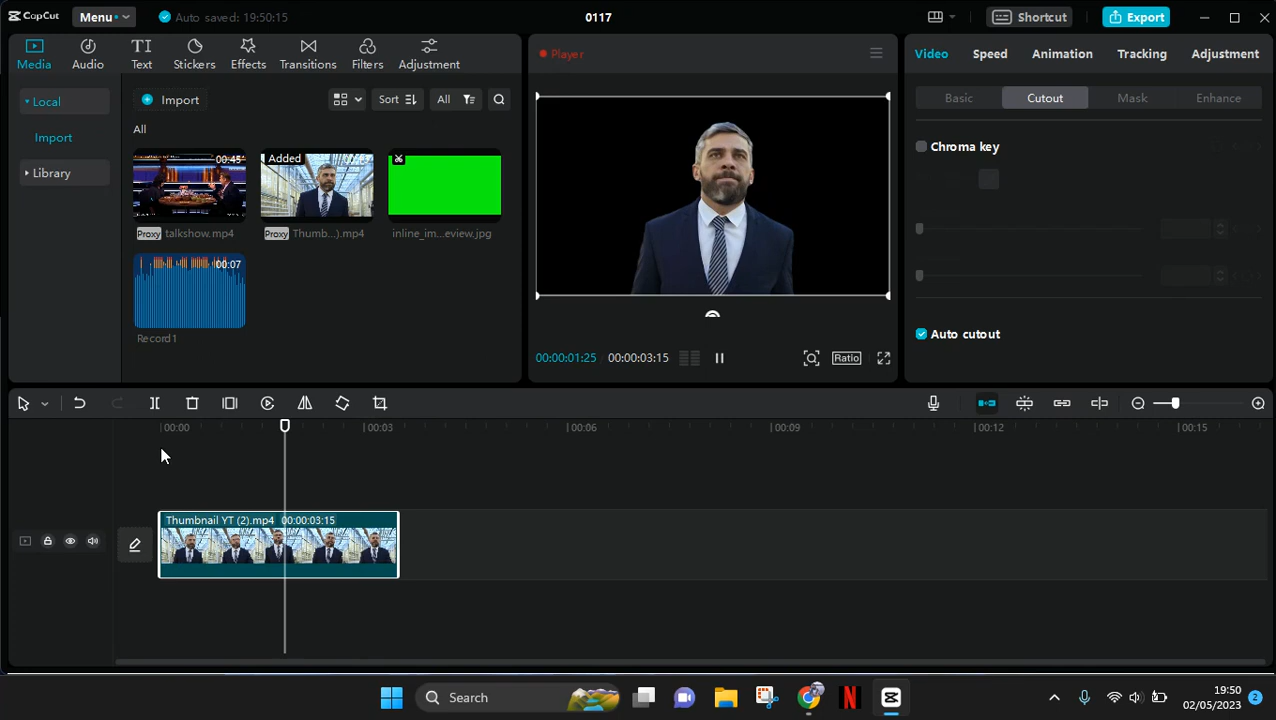 CapCut
Menu
Auto saved: 19:50:15
0117
Shortcut
Export
Media
Audio
Text
Stickers
Effects
Transitions
Filters
Adjustment
Player
Video
Speed
Animation
Tracking
Adjustment
Local
Import
Library
Import
Sort
All
All
00:45
Added
00:07
Proxy talkshow.mp4
Proxy Thumb...).mp4
inline_im...eview.jpg
Record1
Basic
Cutout
Mask
Enhance
Chroma key
Auto cutout
00:00:01:25
00:00:03:15
Ratio
00:00
00:03
00:06
00:09
00:12
00:15
Thumbnail YT (2).mp4 00:00:03:15
Search
19:50
02/05/2023
2